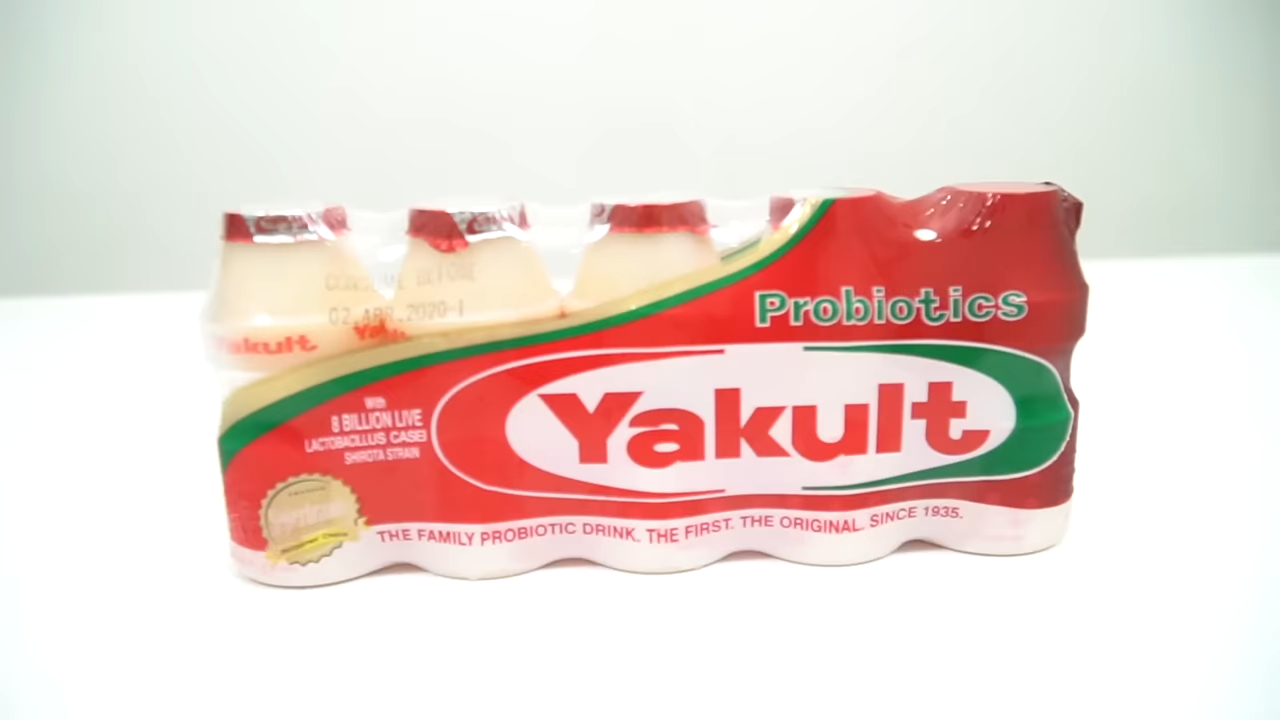 CONSUME BEFORE
02.APR.2020-1
akult
Probiotics
Yakult
With
8 BILLION LIVE
LACTOBACILLUS CASEI
SHIROTA STRAIN
THE FAMILY PROBIOTIC DRINK. THE FIRST. THE ORIGINAL. SINCE 1935.